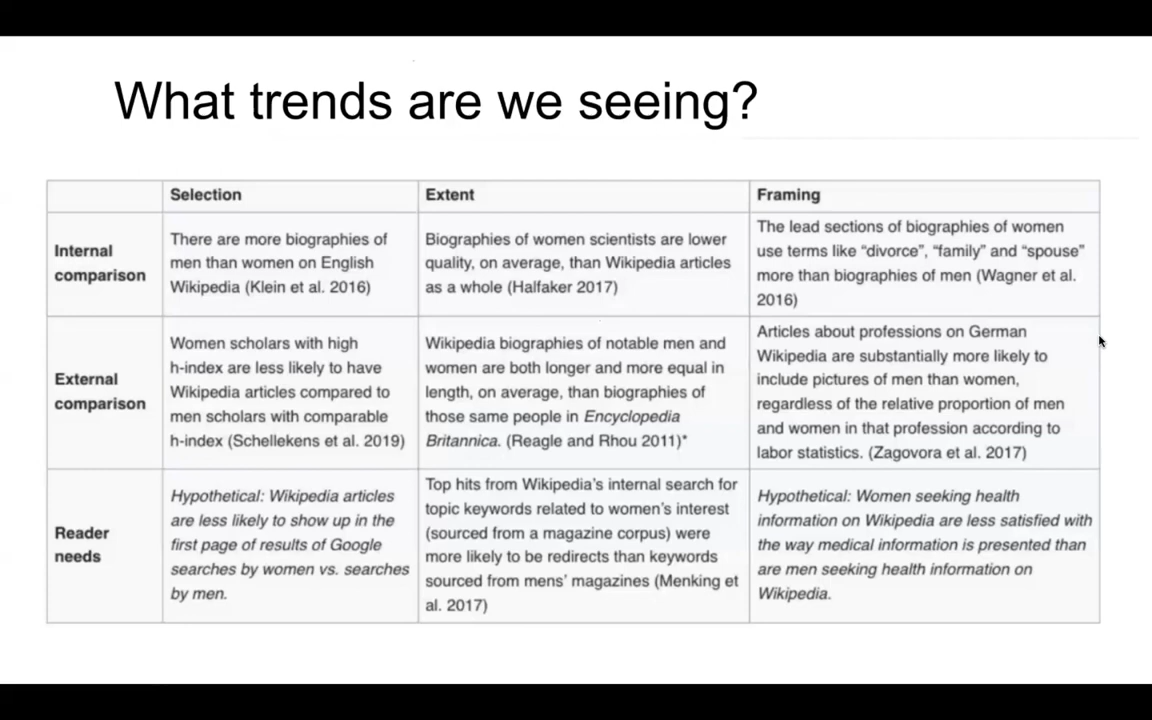 What trends are we seeing?
Selection
Extent
Framing
Internal
comparison
There are more biographies of
men than women on English
Wikipedia (Klein et al. 2016)
Biographies of women scientists are lower
quality, on average, than Wikipedia articles
as a whole (Halfaker 2017)
The lead sections of biographies of women
use terms like “divorce”, “family” and “spouse”
more than biographies of men (Wagner et al.
2016)
External
comparison
Women scholars with high
h-index are less likely to have
Wikipedia articles compared to
men scholars with comparable
h-index (Schellekens et al. 2019)
Wikipedia biographies of notable men and
women are both longer and more equal in
length, on average, than biographies of
those same people in Encyclopedia
Britannica. (Reagle and Rhou 2011)*
Articles about professions on German
Wikipedia are substantially more likely to
include pictures of men than women,
regardless of the relative proportion of men
and women in that profession according to
labor statistics. (Zagovora et al. 2017)
Reader
needs
Hypothetical: Wikipedia articles
are less likely to show up in the
first page of results of Google
searches by women vs. searches
by men.
Top hits from Wikipedia’s internal search for
topic keywords related to women’s interest
(sourced from a magazine corpus) were
more likely to be redirects than keywords
sourced from mens’ magazines (Menking et
al. 2017)
Hypothetical: Women seeking health
information on Wikipedia are less satisfied with
the way medical information is presented than
are men seeking health information on
Wikipedia.